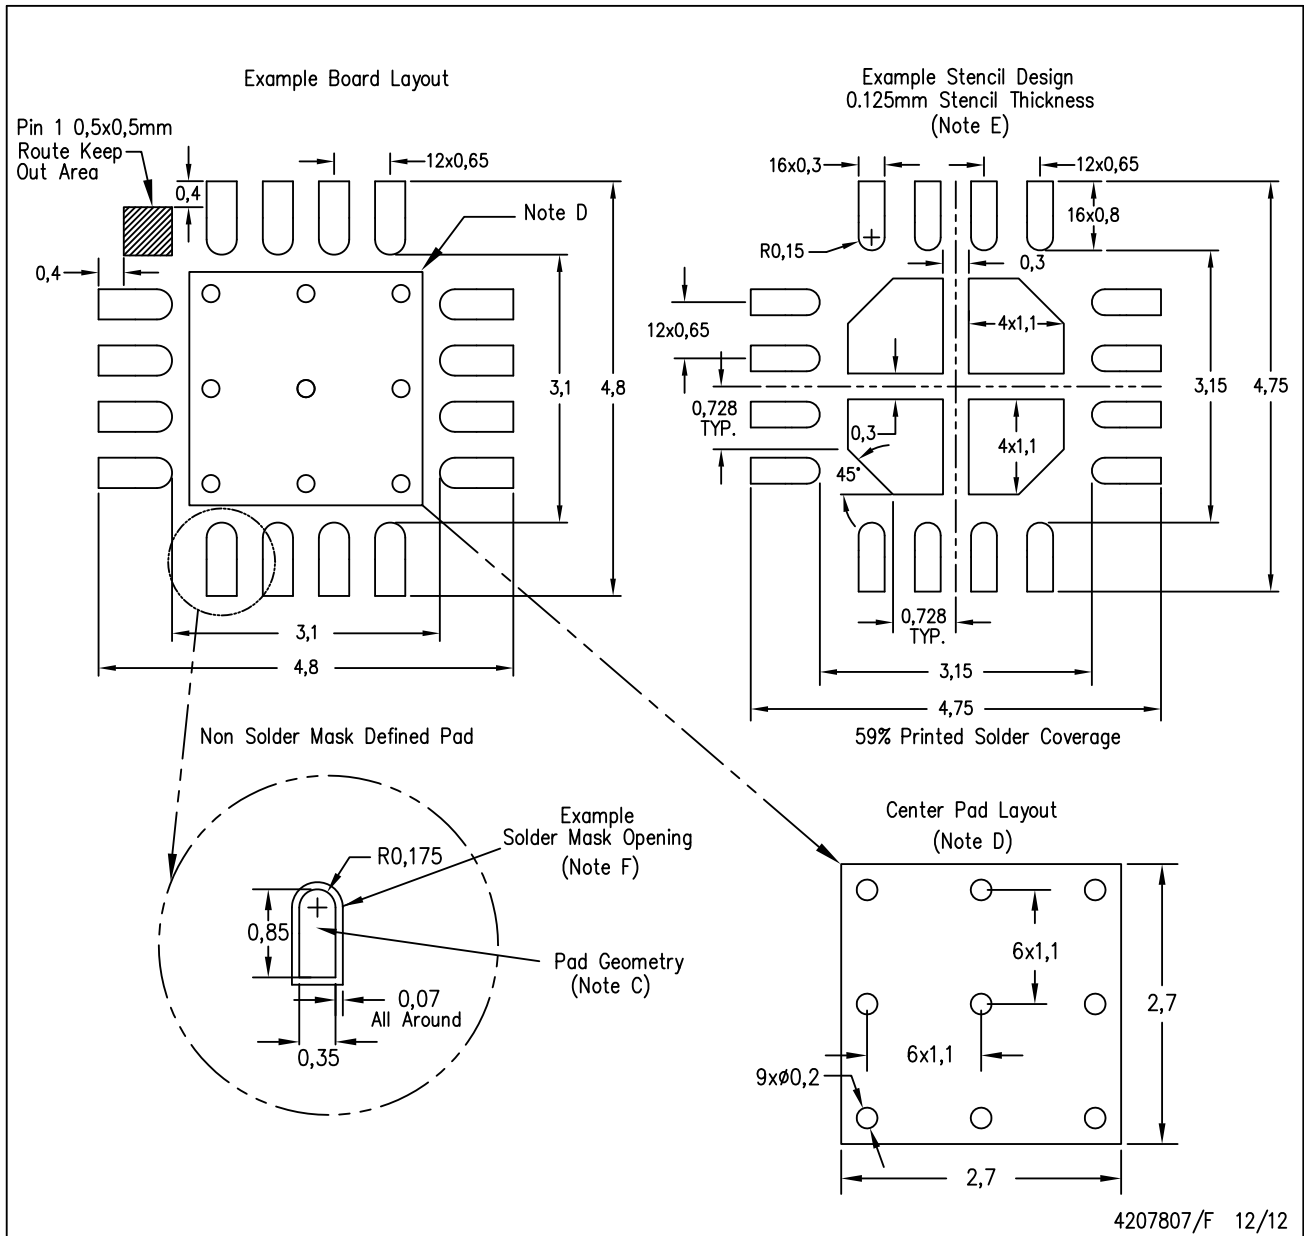 Example Board Layout
Pin 1 0,5x0,5mm
Route Keep
Out Area
0,4
12x0,65
Note D
0,4
3,1
4,8
3,1
4,8
Example Stencil Design
0.125mm Stencil Thickness
(Note E)
16x0,3
12x0,65
16x0,8
R0,15
0,3
12x0,65
4x1,1
0,728
TYP.
0,3
4x1,1
45°
3,15
4,75
0,728
TYP.
3,15
4,75
59% Printed Solder Coverage
Non Solder Mask Defined Pad
Example
Solder Mask Opening
(Note F)
R0,175
0,85
Pad Geometry
(Note C)
0,07
All Around
0,35
Center Pad Layout
(Note D)
6x1,1
2,7
6x1,1
9xø0,2
2,7
4207807/F 12/12